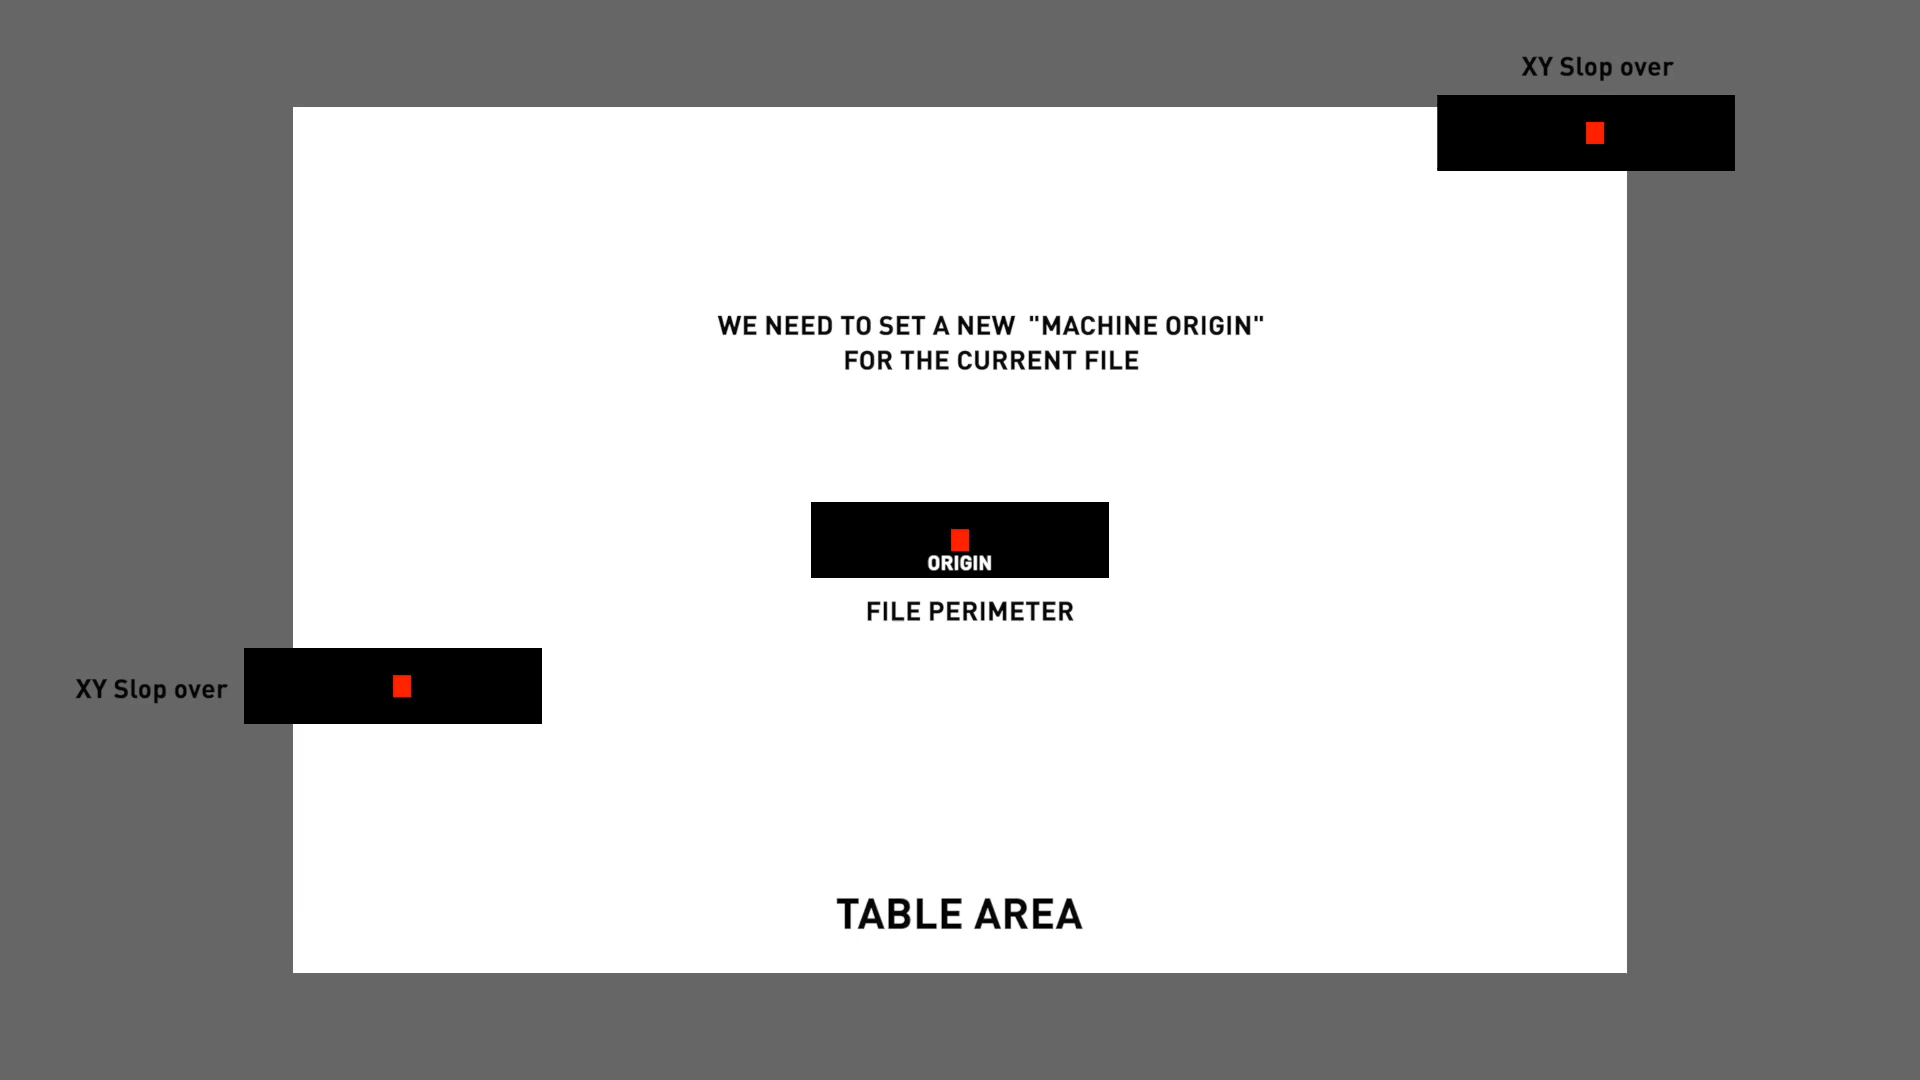 XY Slop over
WE NEED TO SET A NEW "MACHINE ORIGIN"
FOR THE CURRENT FILE
ORIGIN
FILE PERIMETER
XY Slop over
TABLE AREA